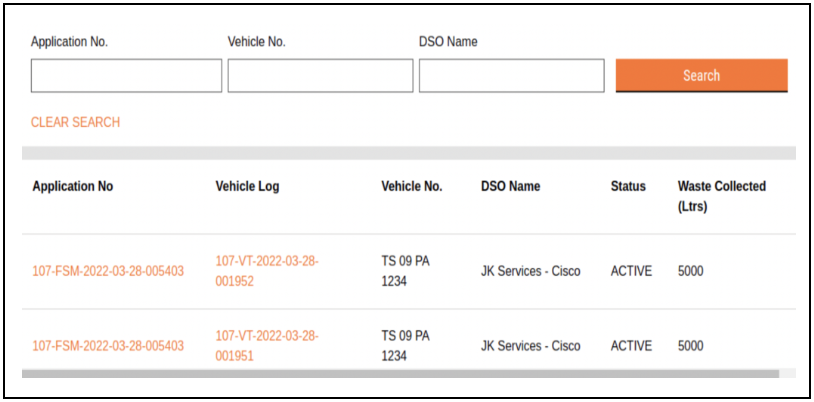 Application No.
Vehicle No.
DSO Name
Search
CLEAR SEARCH
Application No
Vehicle Log
Vehicle No.
DSO Name
Status
Waste Collected
(Ltrs)
107-FSM-2022-03-28-005403
107-VT-2022-03-28-
001952
TS 09 PA
1234
JK Services - Cisco
ACTIVE
5000
107-FSM-2022-03-28-005403
107-VT-2022-03-28-
001951
TS 09 PA
1234
JK Services - Cisco
ACTIVE
5000